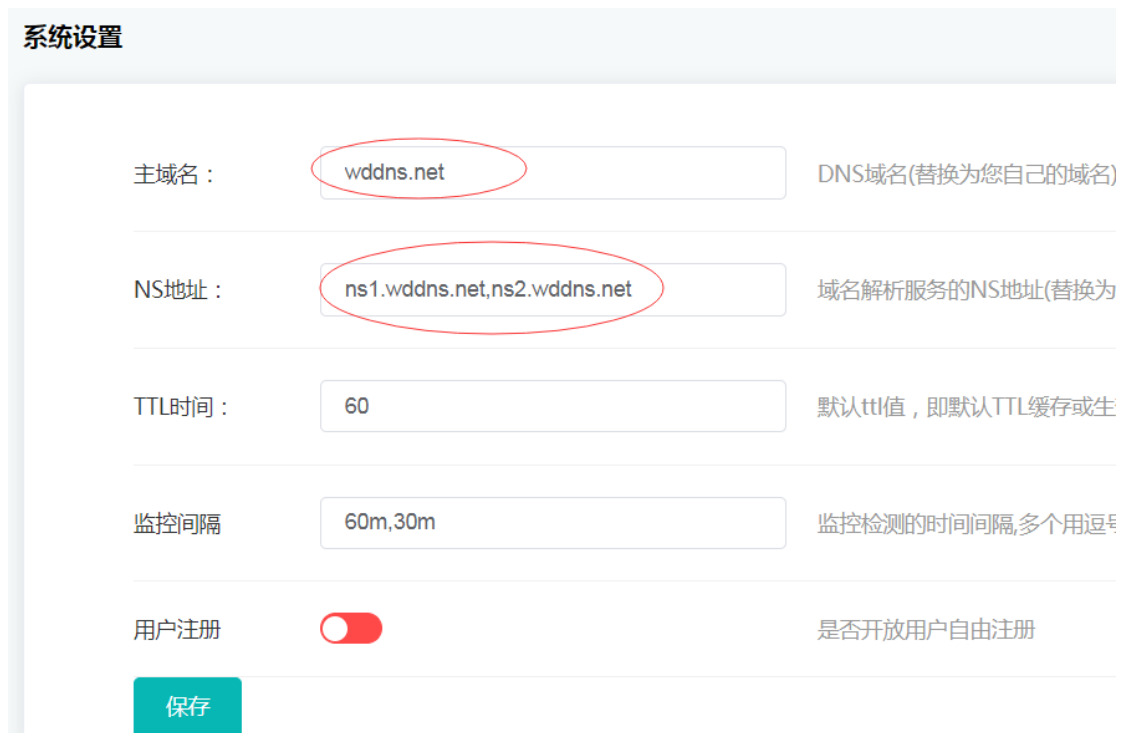 系统设置
主域名： wddns.net DNS域名(替换为您自己的域名)
NS地址： ns1.wddns.net,ns2.wddns.net 域名解析服务的NS地址(替换为
TTL时间： 60 默认ttl值，即默认TTL缓存或生
监控间隔 60m,30m 监控检测的时间间隔,多个用逗号
用户注册 是否开放用户自由注册
保存